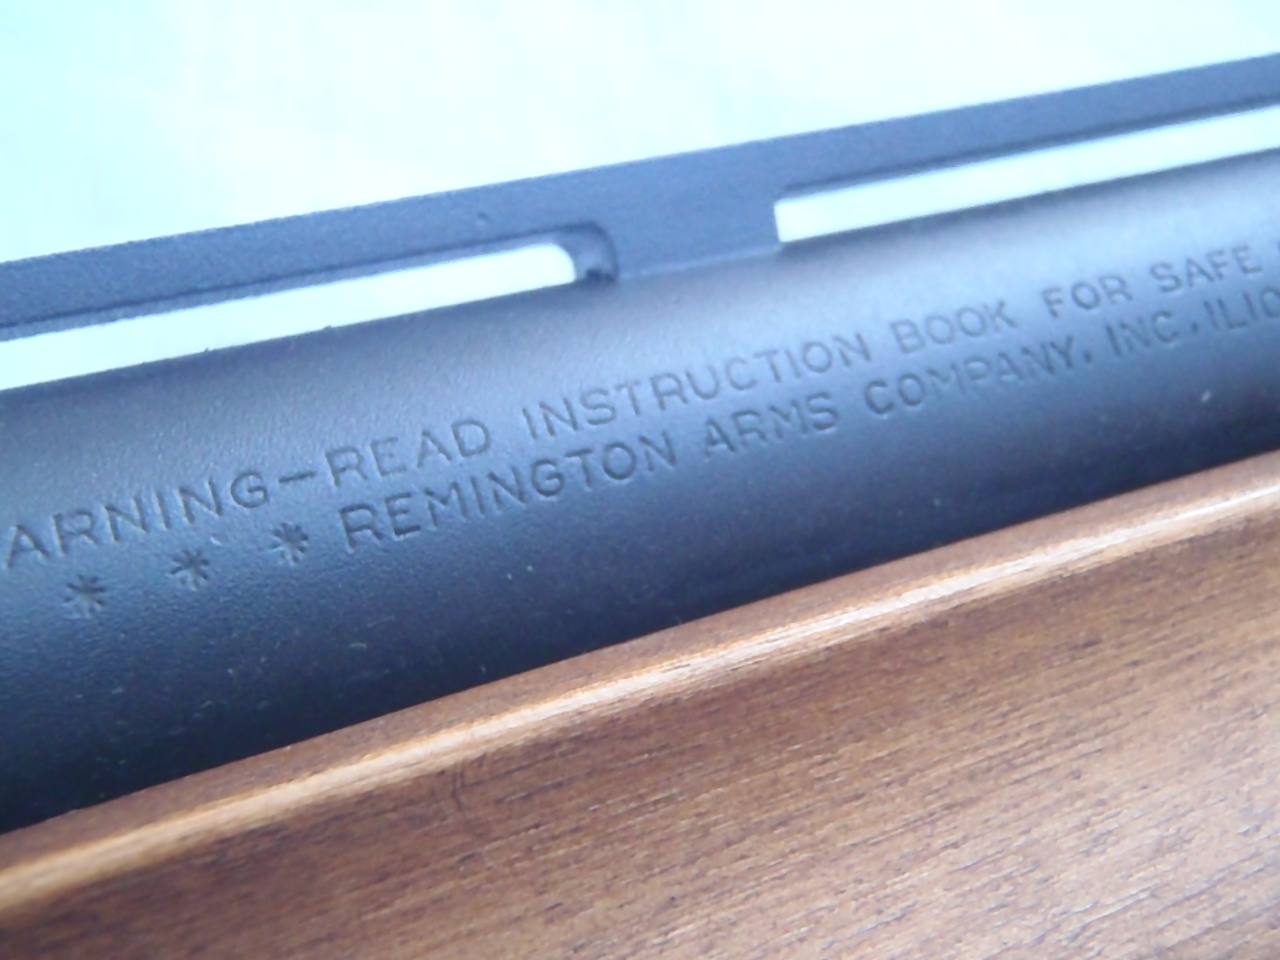 ARNING-READ INSTRUCTION BOOK FOR SAFE
* * * REMINGTON ARMS COMPANY, INC. ILIO